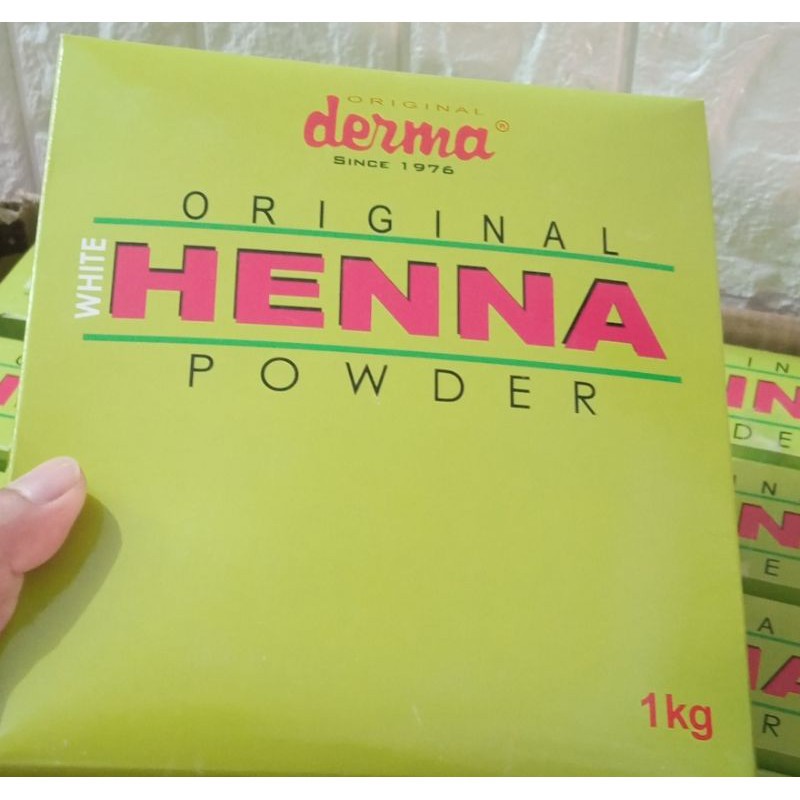 ORIGINAL
derma®
SINCE 1976
ORIGINAL
WHITE
HENNA
POWDER
1kg